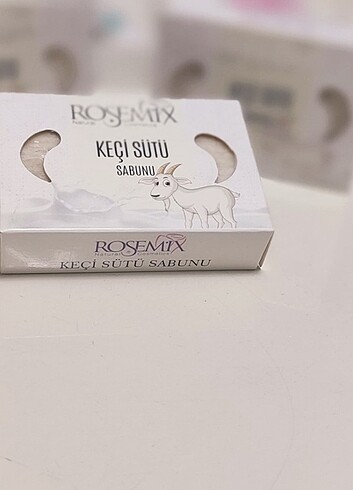 ROSEMIX
Natural Cosmetics
KEÇİ SÜTÜ
SABUNU
ROSEMIX
Natural Cosmetics
KEÇİ SÜTÜ SABUNU